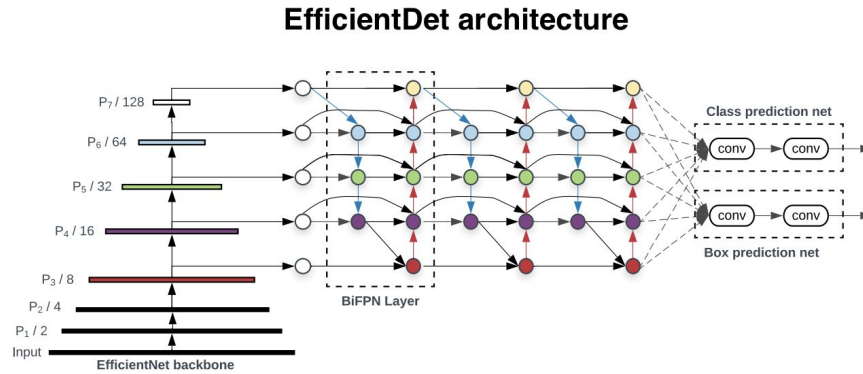 EfficientDet architecture
P₇ / 128
P₆ / 64
P₅ / 32
P₄ / 16
P₃ / 8
P₂ / 4
P₁ / 2
Input
EfficientNet backbone
BiFPN Layer
Class prediction net
conv conv
conv conv
Box prediction net